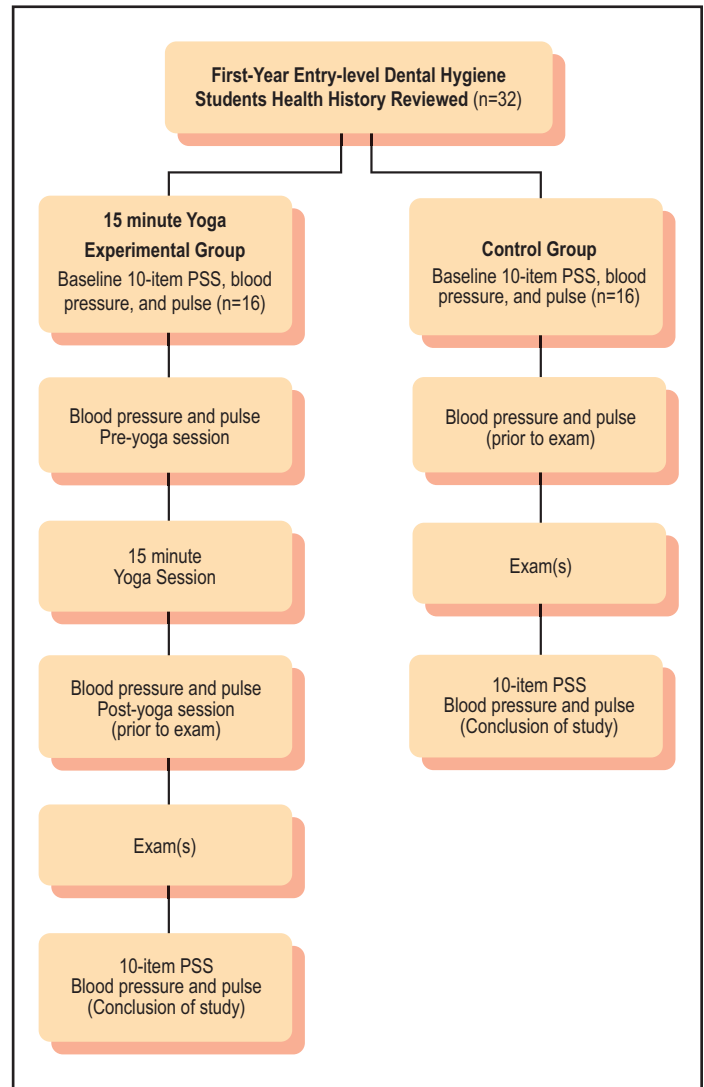 First-Year Entry-level Dental Hygiene
Students Health History Reviewed (n=32)
15 minute Yoga
Experimental Group
Baseline 10-item PSS, blood
pressure, and pulse (n=16)
Blood pressure and pulse
Pre-yoga session
15 minute
Yoga Session
Blood pressure and pulse
Post-yoga session
(prior to exam)
Exam(s)
10-item PSS
Blood pressure and pulse
(Conclusion of study)
Control Group
Baseline 10-item PSS, blood
pressure, and pulse (n=16)
Blood pressure and pulse
(prior to exam)
Exam(s)
10-item PSS
Blood pressure and pulse
(Conclusion of study)